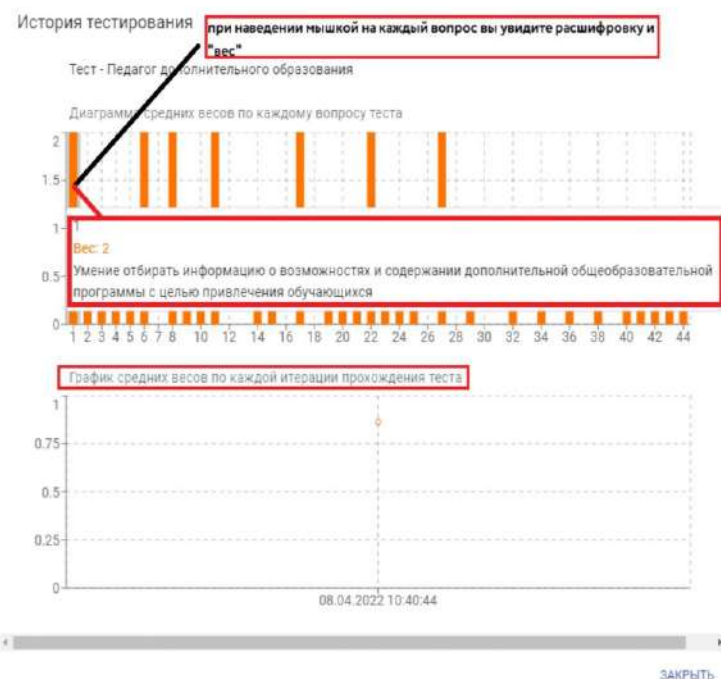 История тестирования
при наведении мышкой на каждый вопрос вы увидите расшифровку и
"вес"
Тест - Педагог дополнительного образования
Диаграмма средних весов по каждому вопросу теста
2
1.5
1
1
Вес: 2
Умение отбирать информацию о возможностях и содержании дополнительной общеобразовательной
0.5
программы с целью привлечения обучающихся
0
1 2 3 4 5 6 7 8 10 12 14 16 18 20 22 24 26 28 30 32 34 36 38 40 42 44
График средних весов по каждой итерации прохождения теста
1
0.75
0.5
0.25
0
08.04.2022 10:40:44
ЗАКРЫТЬ